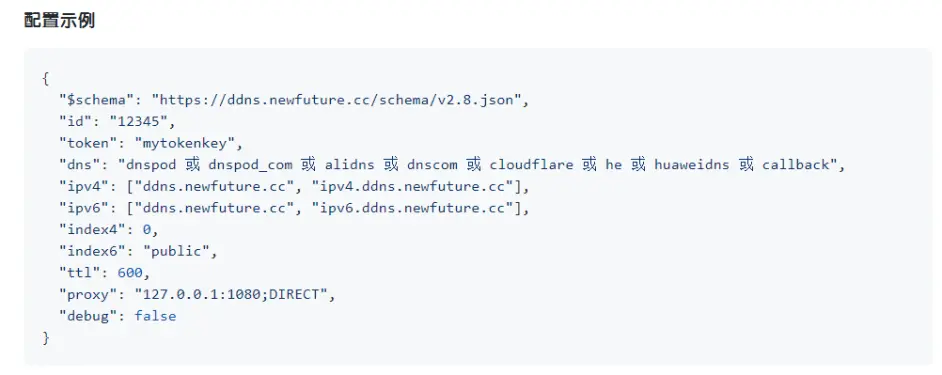 配置示例
{
  "$schema": "https://ddns.newfuture.cc/schema/v2.8.json",
  "id": "12345",
  "token": "mytokenkey",
  "dns": "dnspod 或 dnspod_com 或 alidns 或 dnscom 或 cloudflare 或 he 或 huaweidns 或 callback",
  "ipv4": ["ddns.newfuture.cc", "ipv4.ddns.newfuture.cc"],
  "ipv6": ["ddns.newfuture.cc", "ipv6.ddns.newfuture.cc"],
  "index4": 0,
  "index6": "public",
  "ttl": 600,
  "proxy": "127.0.0.1:1080;DIRECT",
  "debug": false
}